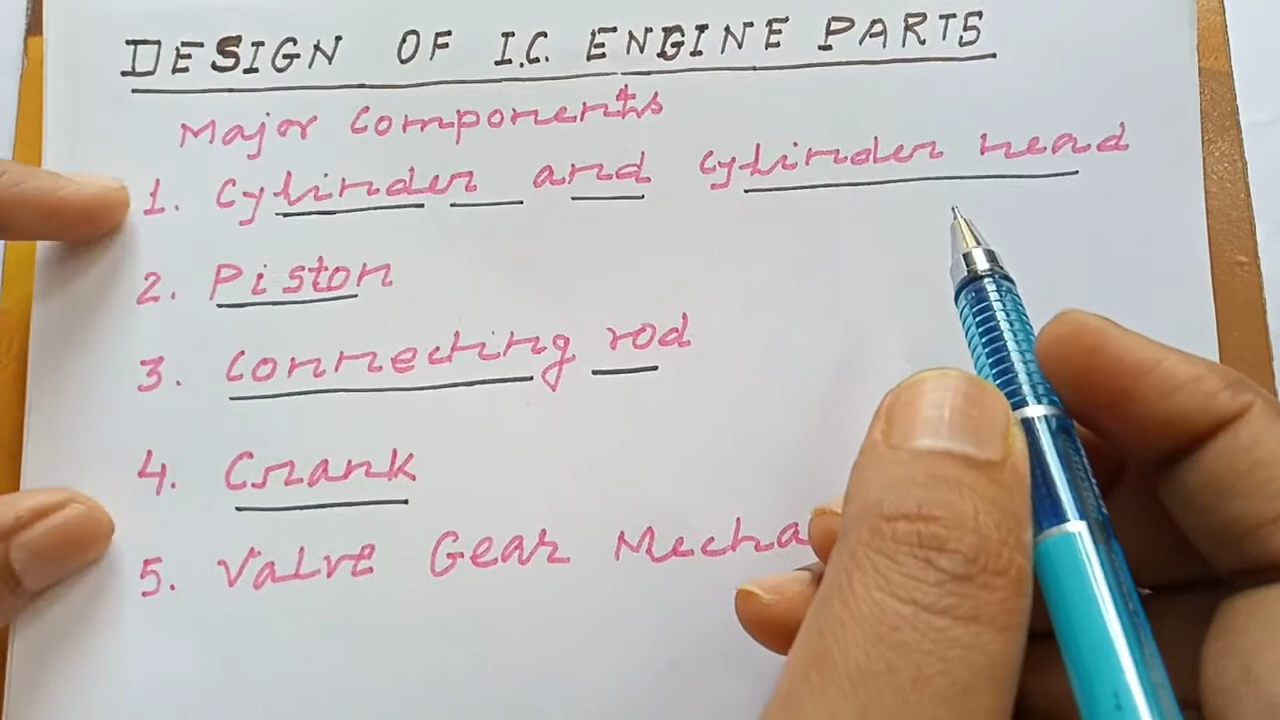 DESIGN OF I.C. ENGINE PARTS
Major Components
1. Cylinder and Cylinder head
2. Piston
3. Connecting rod
4. Crank
5. Valve Gear Mecha